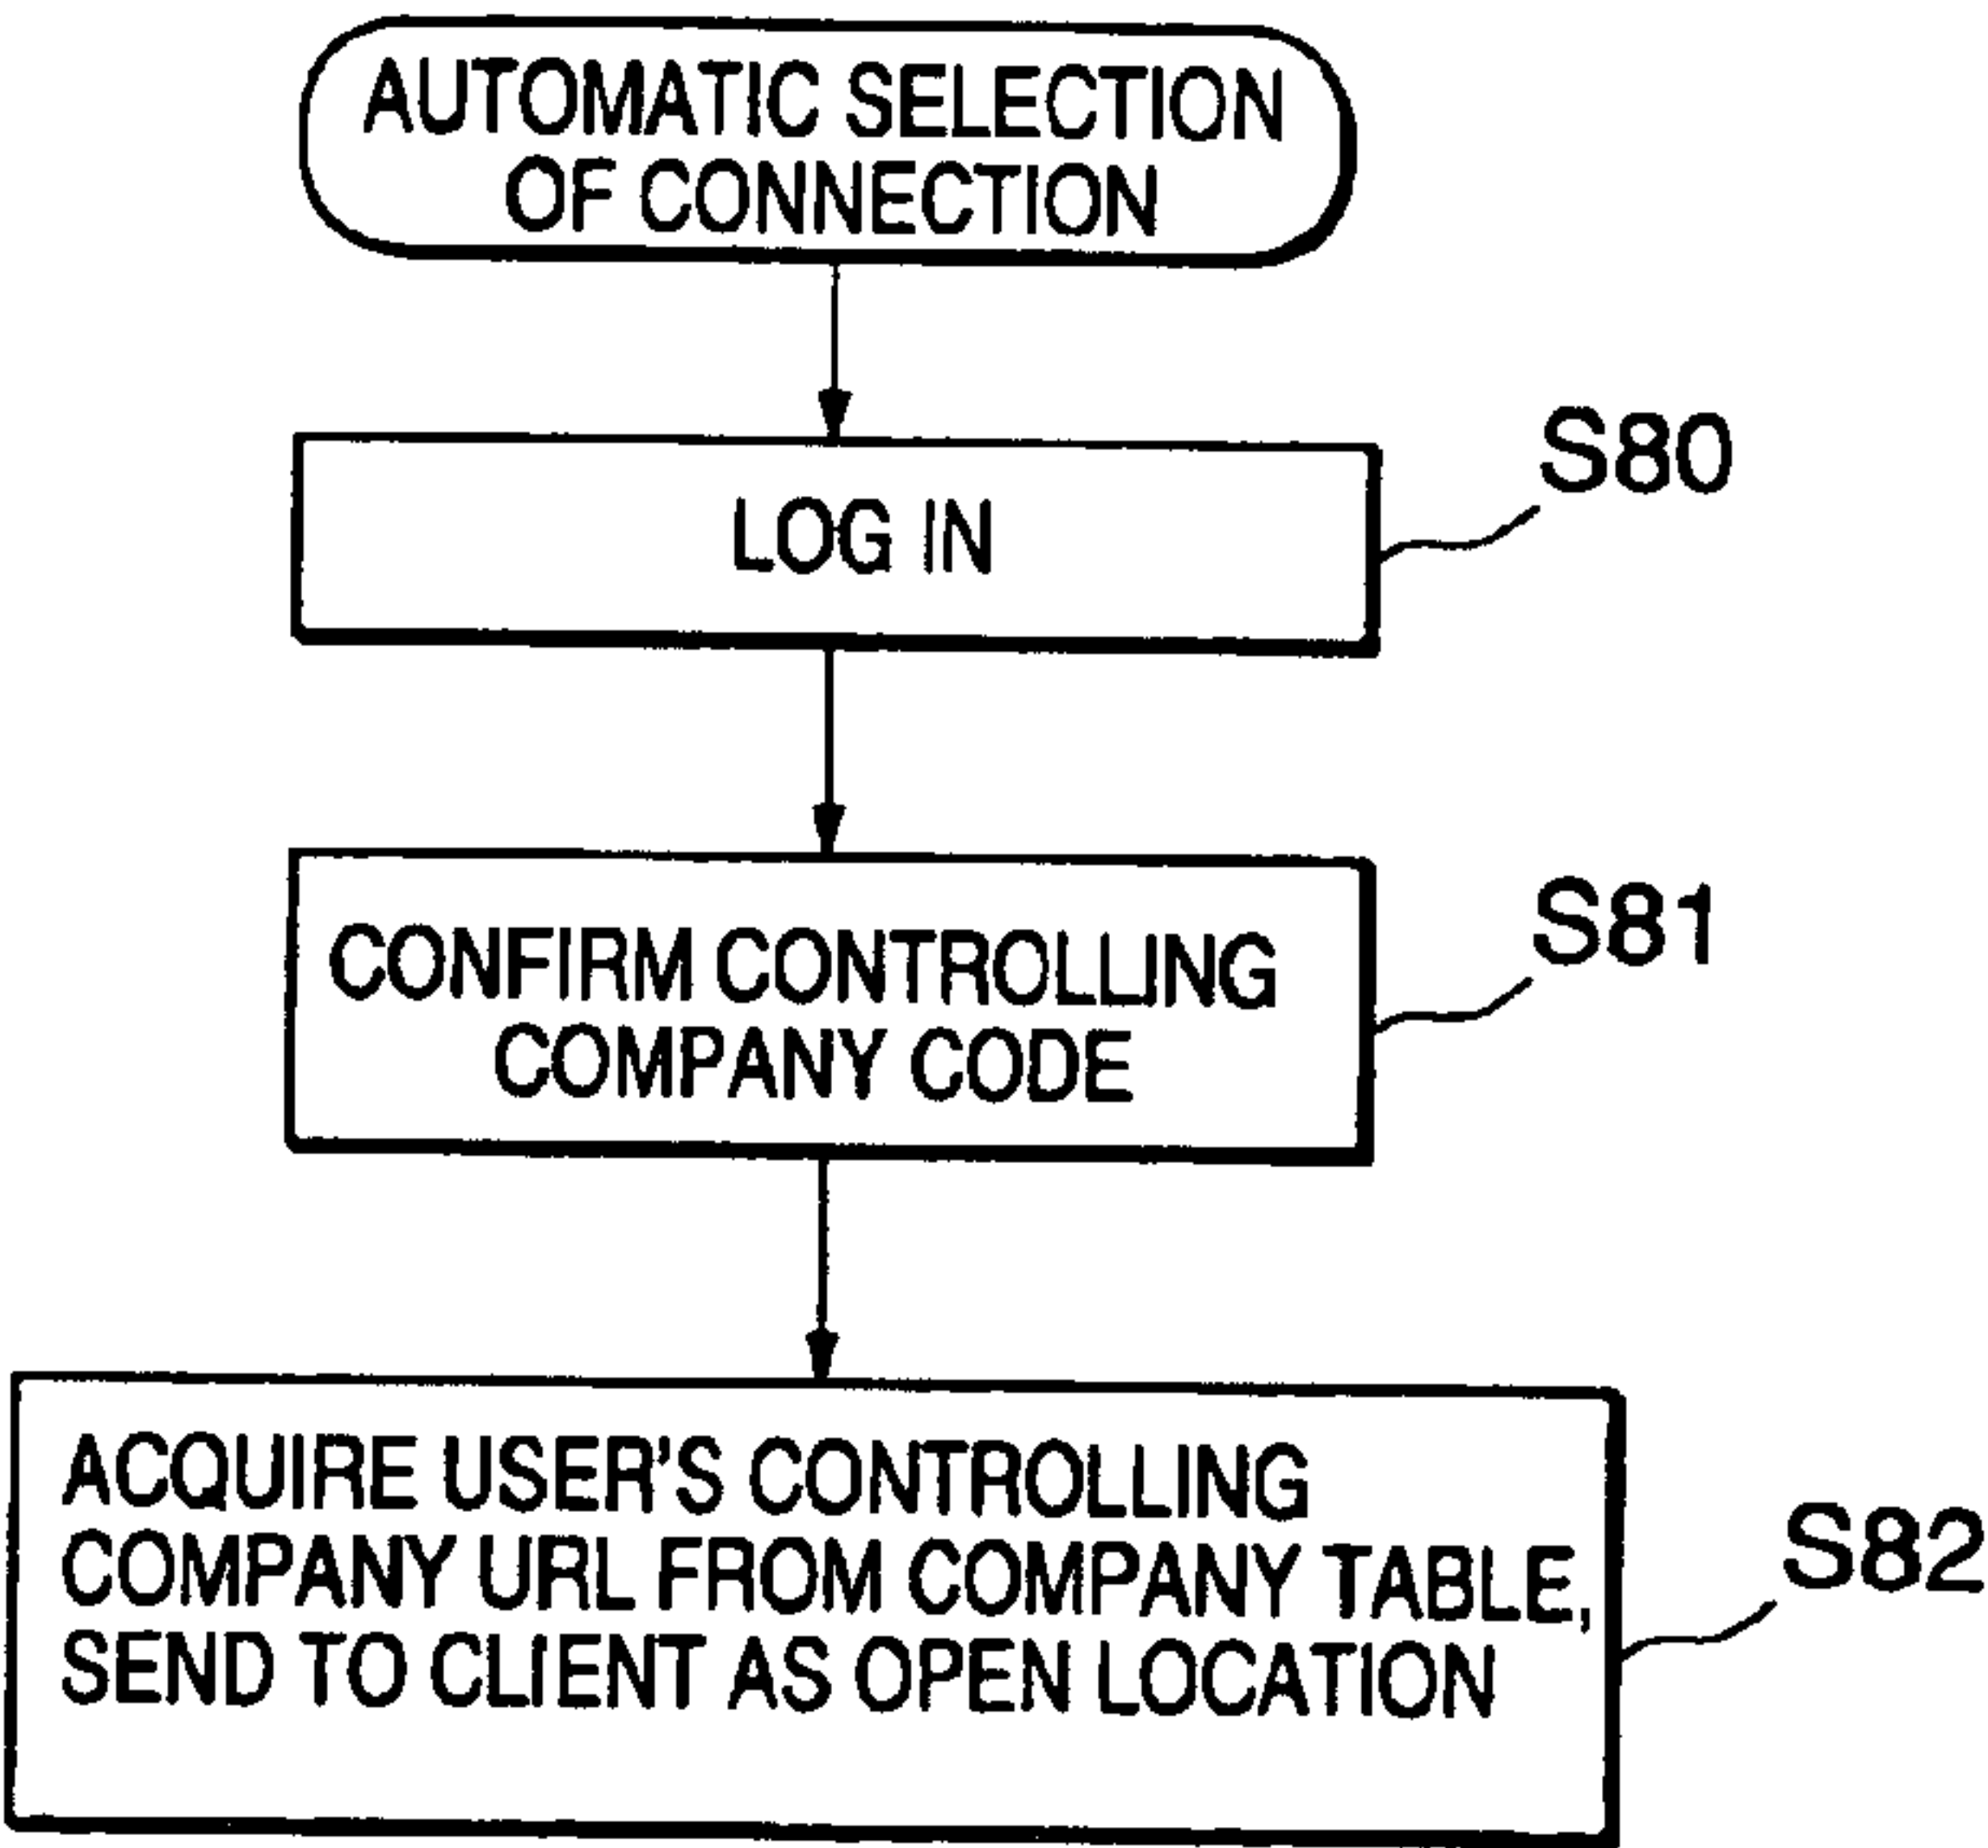 AUTOMATIC SELECTION
OF CONNECTION
S80
LOG IN
S81
CONFIRM CONTROLLING
COMPANY CODE
S82
ACQUIRE USER'S CONTROLLING
COMPANY URL FROM COMPANY TABLE,
SEND TO CLIENT AS OPEN LOCATION